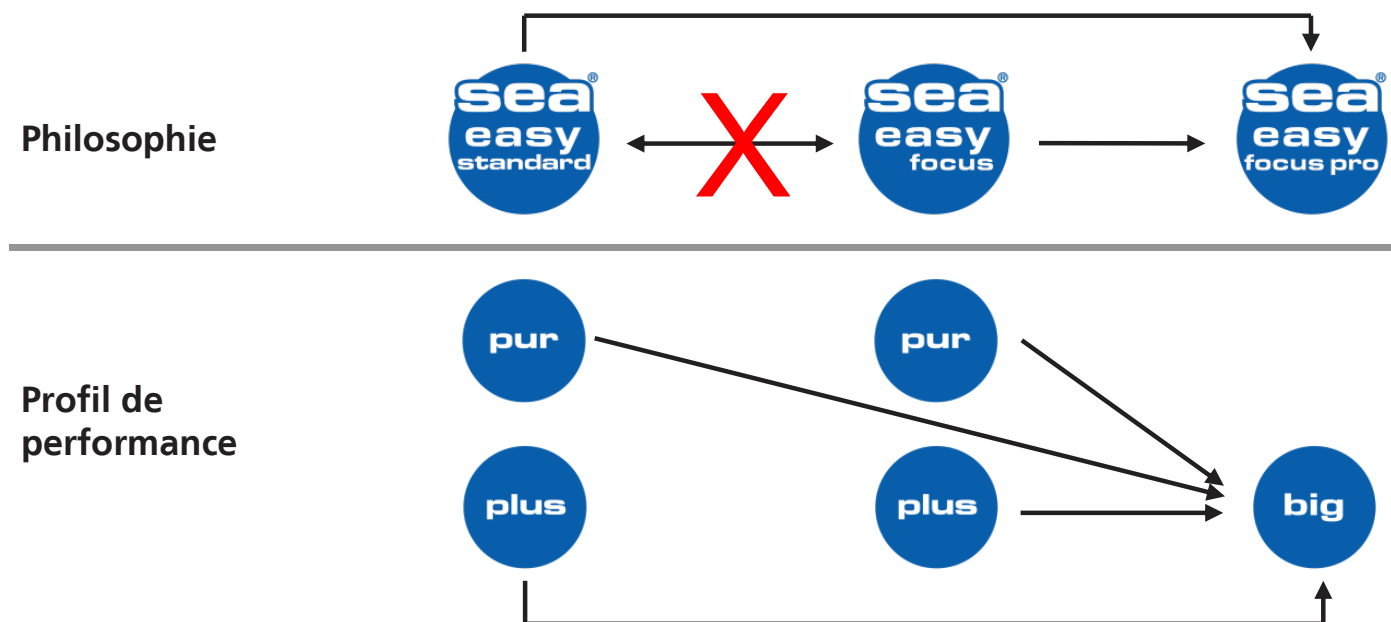 sea®
easy
standard
sea®
easy
focus
sea®
easy
focus pro
Philosophie
X
pur
pur
Profil de
performance
plus
plus
big